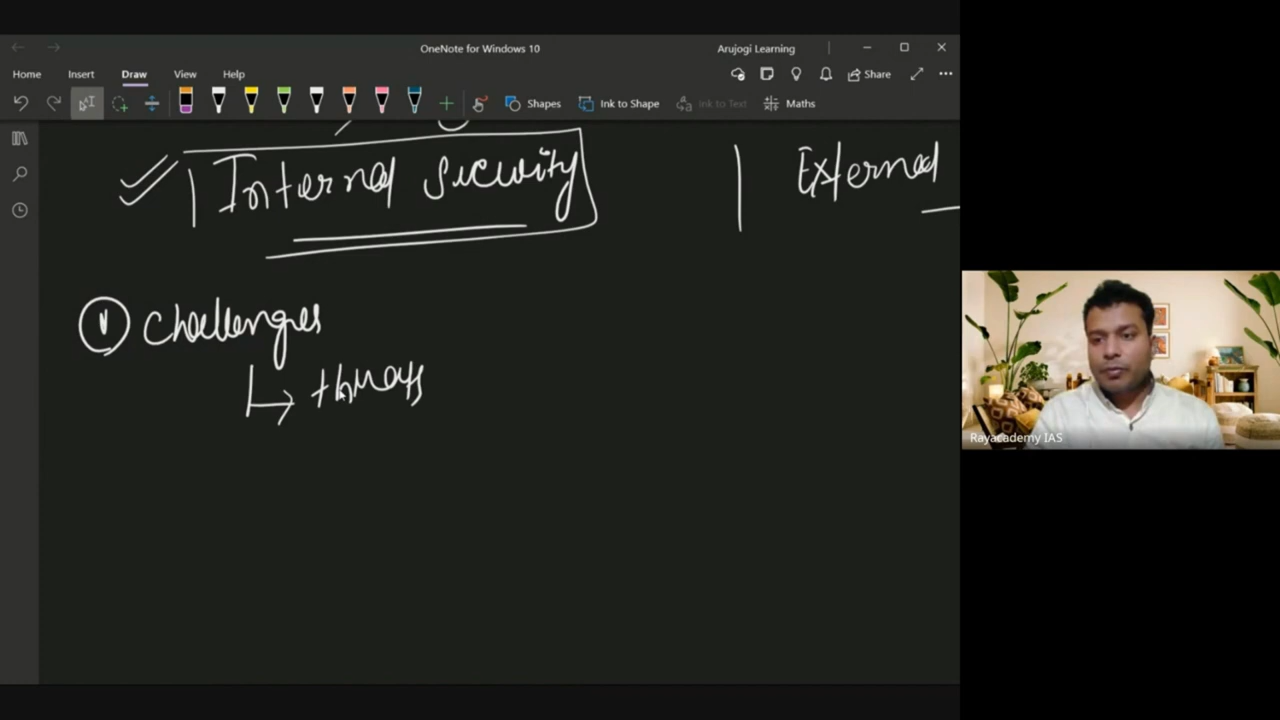 OneNote for Windows 10
Arujogi Learning
Home Insert Draw View Help
Share
Shapes Ink to Shape Ink to Text Maths
Internal Security
External
1 Challenges
threats
Rayacademy IAS